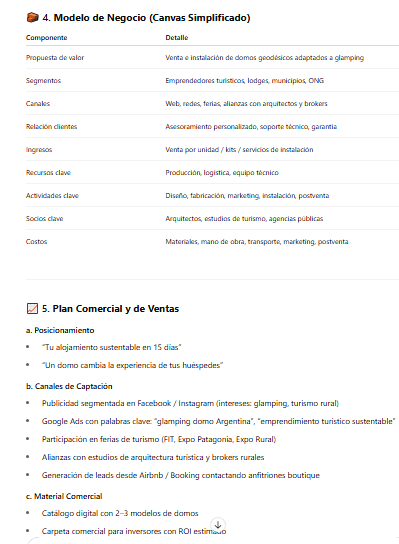 4. Modelo de Negocio (Canvas Simplificado)
Componente Detalle
Propuesta de valor Venta e instalación de domos geodésicos adaptados a glamping
Segmentos Emprendedores turísticos, lodges, municipios, ONG
Canales Web, redes, ferias, alianzas con arquitectos y brokers
Relación clientes Asesoramiento personalizado, soporte técnico, garantía
Ingresos Venta por unidad / kits / servicios de instalación
Recursos clave Producción, logística, equipo técnico
Actividades clave Diseño, fabricación, marketing, instalación, postventa
Socios clave Arquitectos, estudios de turismo, agencias públicas
Costos Materiales, mano de obra, transporte, marketing, postventa
5. Plan Comercial y de Ventas
a. Posicionamiento
• "Tu alojamiento sustentable en 15 días"
• "Un domo cambia la experiencia de tus huéspedes"
b. Canales de Captación
• Publicidad segmentada en Facebook / Instagram (intereses: glamping, turismo rural)
• Google Ads con palabras clave: "glamping domo Argentina", "emprendimiento turístico sustentable"
• Participación en ferias de turismo (FIT, Expo Patagonia, Expo Rural)
• Alianzas con estudios de arquitectura turística y brokers rurales
• Generación de leads desde Airbnb / Booking contactando anfitriones boutique
c. Material Comercial
• Catálogo digital con 2–3 modelos de domos
• Carpeta comercial para inversores con ROI estimado